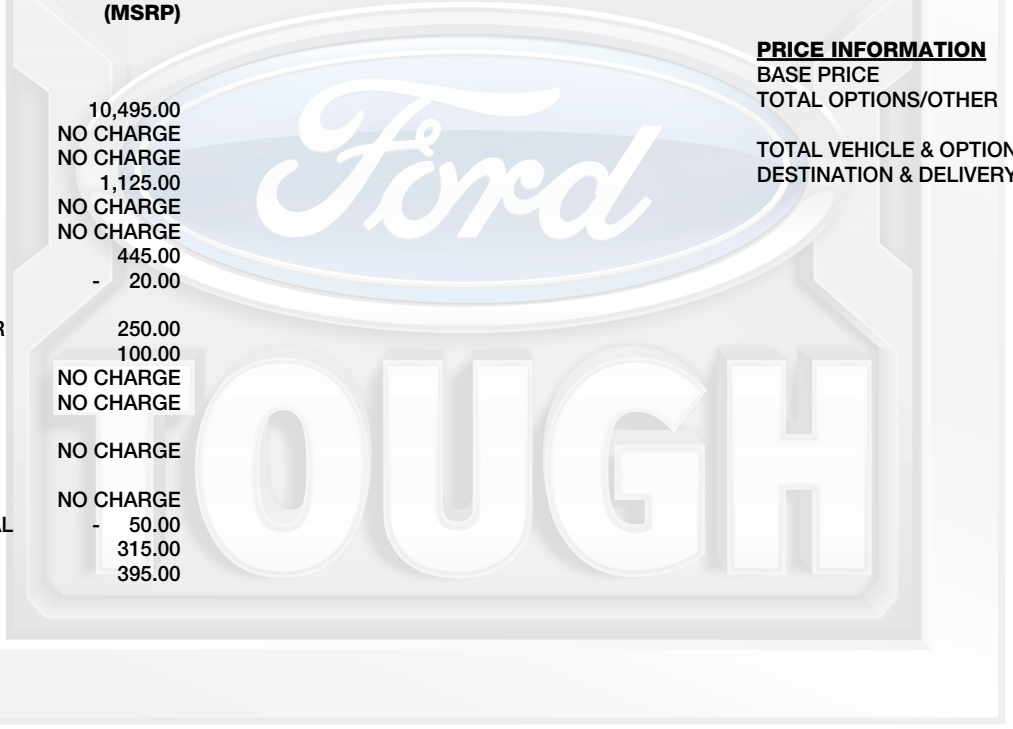 (MSRP)
10,495.00
NO CHARGE
NO CHARGE
1,125.00
NO CHARGE
NO CHARGE
445.00
- 20.00
R 250.00
100.00
NO CHARGE
NO CHARGE
NO CHARGE
NO CHARGE
AL - 50.00
315.00
395.00
PRICE INFORMATION
BASE PRICE
TOTAL OPTIONS/OTHER
TOTAL VEHICLE & OPTION
DESTINATION & DELIVERY
Ford
TOUGH